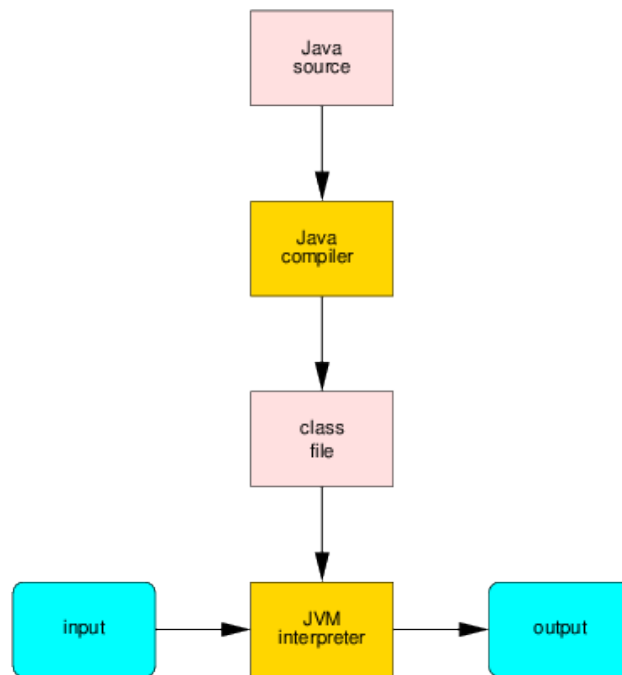 Java
source
Java
compiler
class
file
input
JVM
interpreter
output